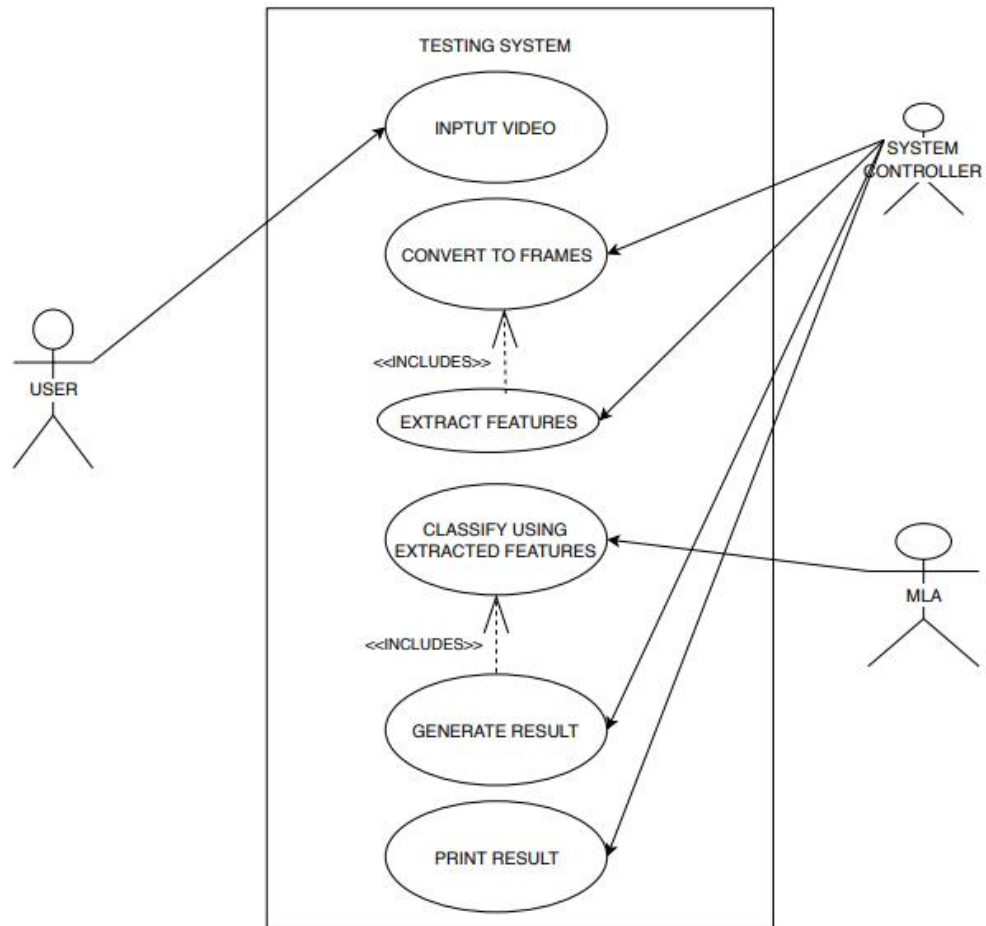 TESTING SYSTEM
INPTUT VIDEO
SYSTEM
CONTROLLER
CONVERT TO FRAMES
<<INCLUDES>>
USER
EXTRACT FEATURES
CLASSIFY USING
EXTRACTED FEATURES
MLA
<<INCLUDES>>
GENERATE RESULT
PRINT RESULT